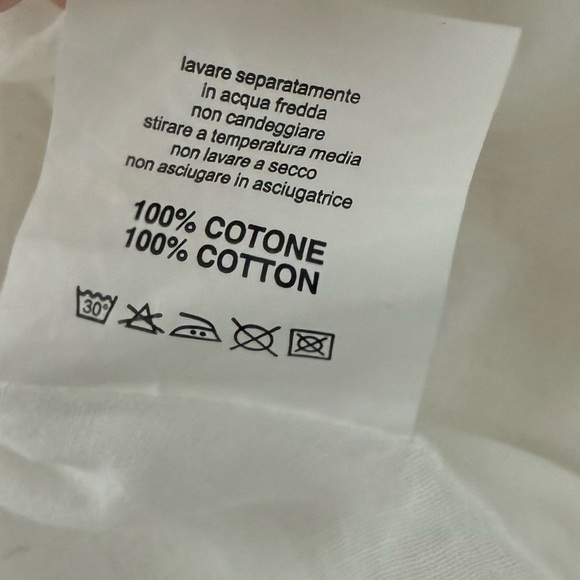 lavare separatamente
in acqua fredda
non candeggiare
stirare a temperatura media
non lavare a secco
non asciugare in asciugatrice
100% COTONE
100% COTTON
30°